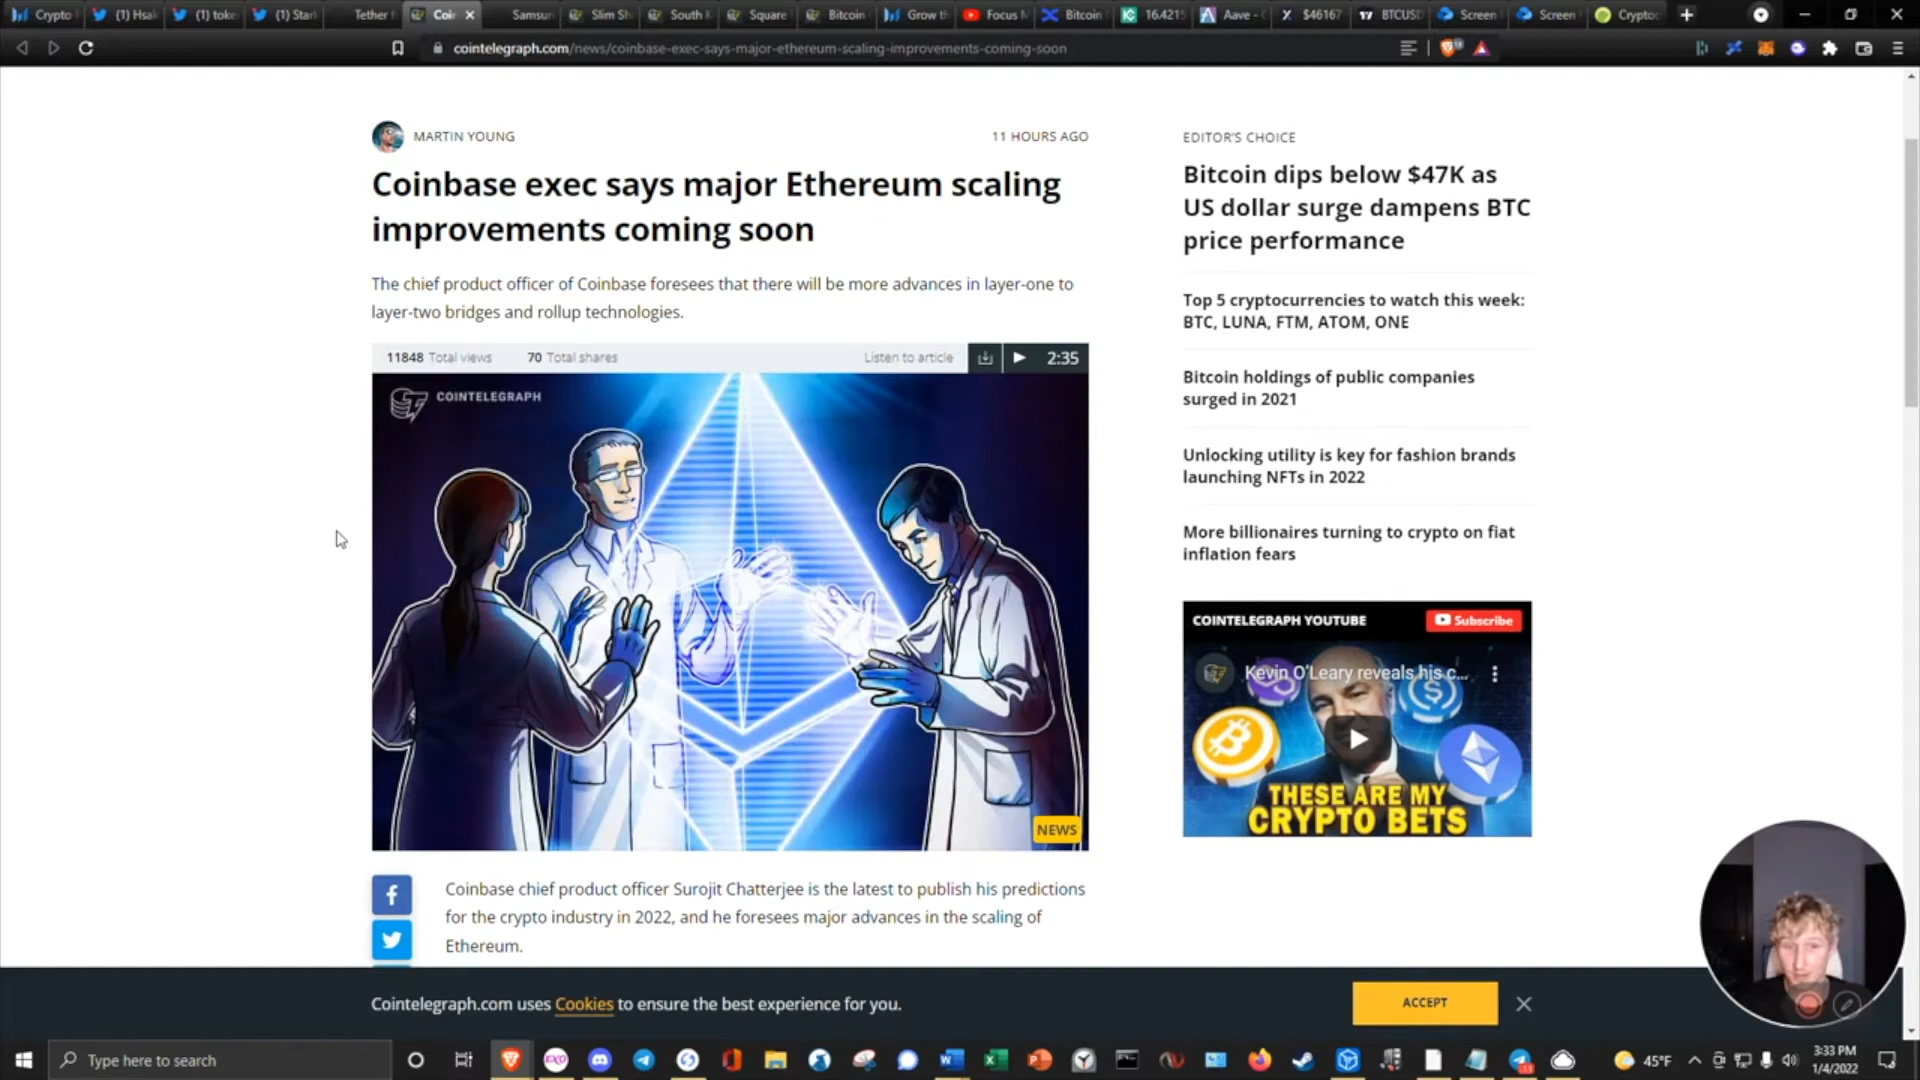 Crypto
(1) Hsak
(1) toke
(1) Starl
Tether
Coi
Samsun
Slim Sh
South K
Square
Bitcoin
Grow th
Focus M
Bitcoin
16.4215
Aave - 
$46167
BTCUSD
Screen
Screen
Crypto
cointelegraph.com/news/coinbase-exec-says-major-ethereum-scaling-improvements-coming-soon
MARTIN YOUNG
11 HOURS AGO
Coinbase exec says major Ethereum scaling
improvements coming soon
The chief product officer of Coinbase foresees that there will be more advances in layer-one to
layer-two bridges and rollup technologies.
11848 Total views
70 Total shares
Listen to article
2:35
COINTELEGRAPH
NEWS
Coinbase chief product officer Surojit Chatterjee is the latest to publish his predictions
for the crypto industry in 2022, and he foresees major advances in the scaling of
Ethereum.
EDITOR'S CHOICE
Bitcoin dips below $47K as
US dollar surge dampens BTC
price performance
Top 5 cryptocurrencies to watch this week:
BTC, LUNA, FTM, ATOM, ONE
Bitcoin holdings of public companies
surged in 2021
Unlocking utility is key for fashion brands
launching NFTs in 2022
More billionaires turning to crypto on fiat
inflation fears
COINTELEGRAPH YOUTUBE
Subscribe
Kevin O'Leary reveals his c...
THESE ARE MY
CRYPTO BETS
Cointelegraph.com uses Cookies to ensure the best experience for you.
ACCEPT
Type here to search
45°F
3:33 PM
1/4/2022